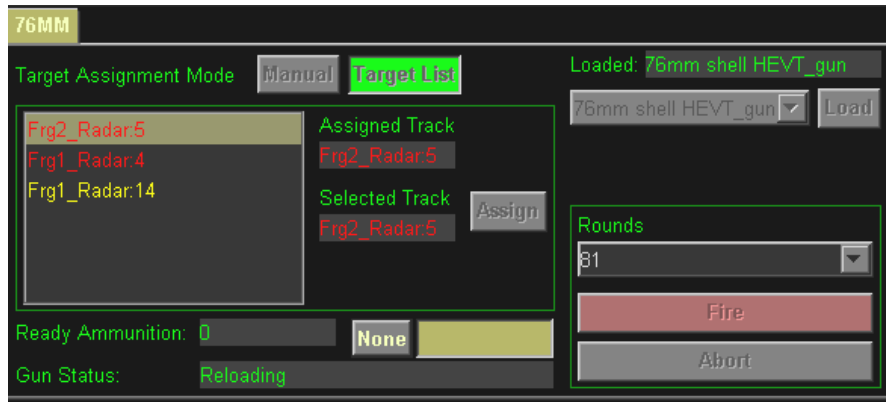 76MM
Target Assignment Mode Manual Target List
Loaded: 76mm shell HEVT_gun
76mm shell HEVT_gun Load
Frg2_Radar:5
Frg1_Radar:4
Frg1_Radar:14
Assigned Track
Frg2_Radar:5
Selected Track
Frg2_Radar:5
Assign
Rounds
81
Fire
Abort
Ready Ammunition: 0 None
Gun Status: Reloading